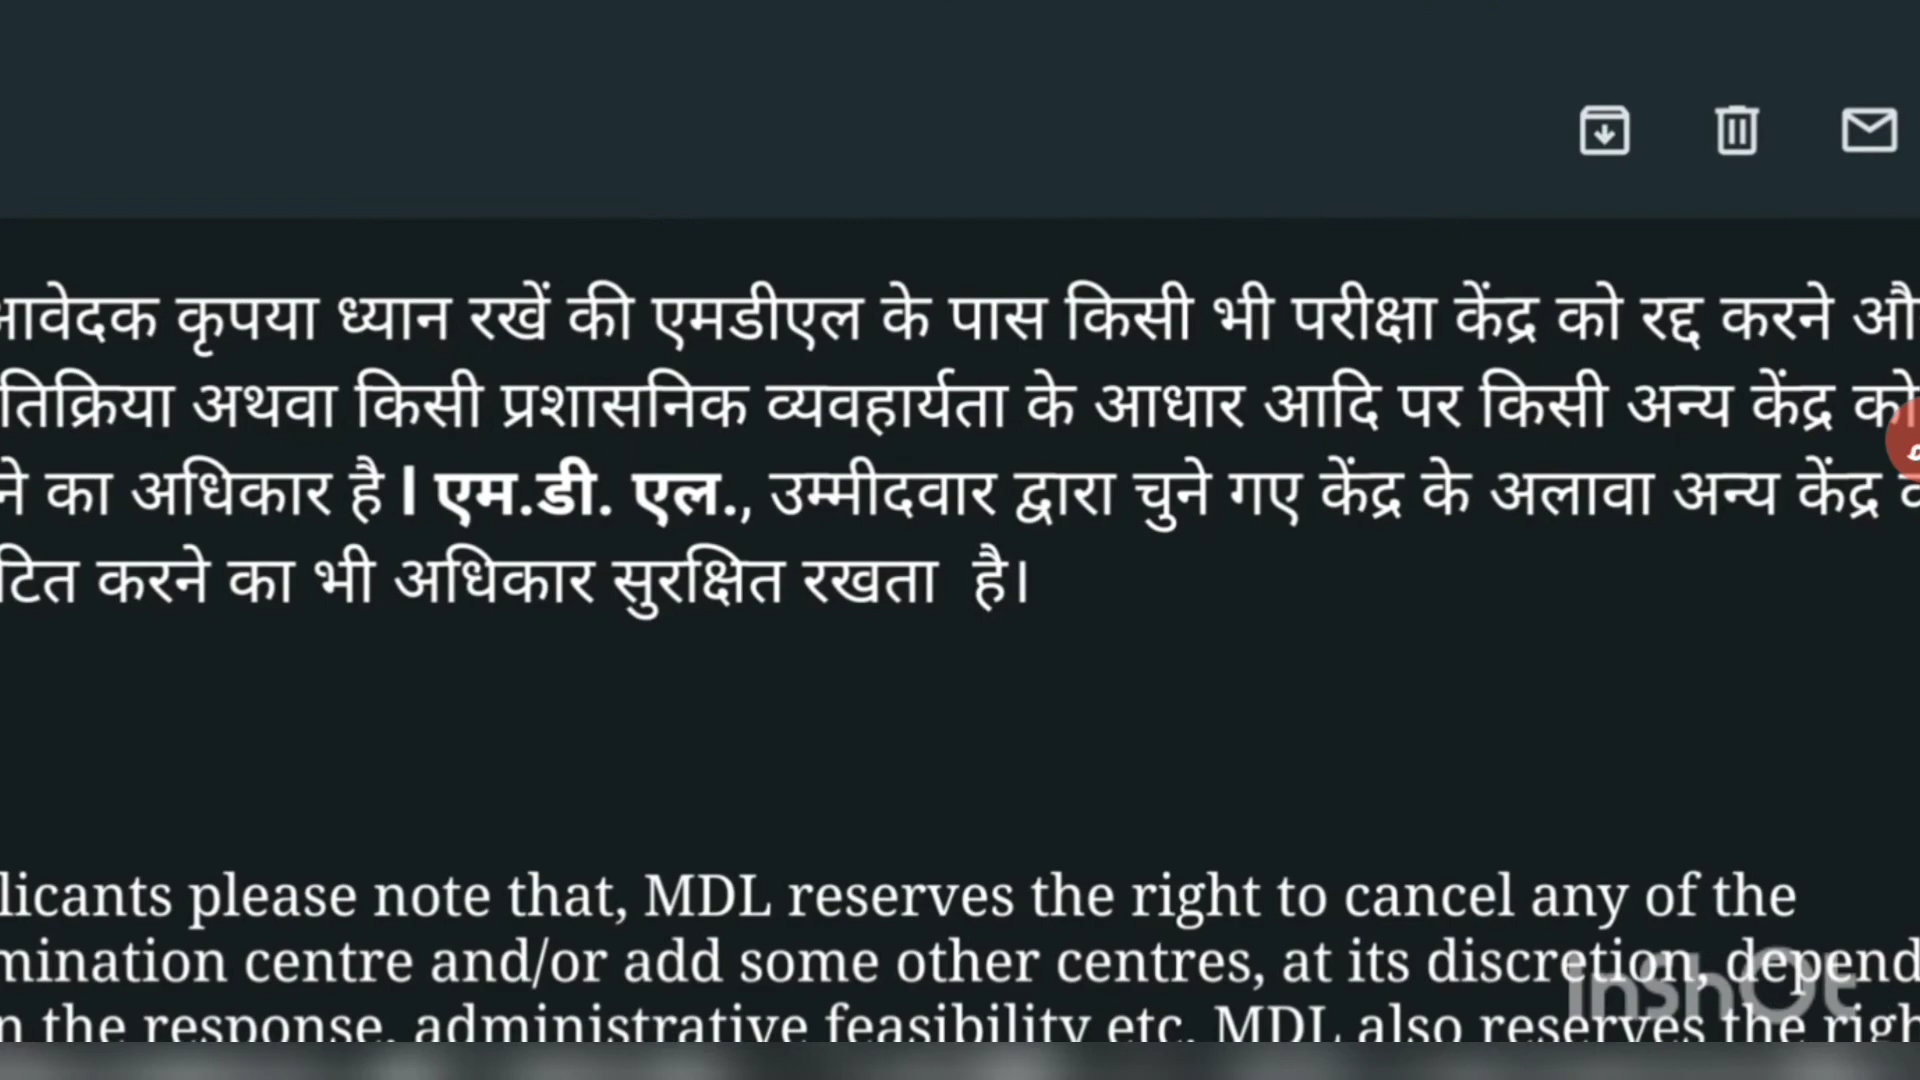 आवेदक कृपया ध्यान रखें की एमडीएल के पास किसी भी परीक्षा केंद्र को रद्द करने औ
तिक्रिया अथवा किसी प्रशासनिक व्यवहार्यता के आधार आदि पर किसी अन्य केंद्र को
ने का अधिकार है l एम.डी. एल., उम्मीदवार द्वारा चुने गए केंद्र के अलावा अन्य केंद्र
टित करने का भी अधिकार सुरक्षित रखता है।
licants please note that, MDL reserves the right to cancel any of the
mination centre and/or add some other centres, at its discretion, depend
n the response, administrative feasibility etc. MDL also reserves the righ
InShOt